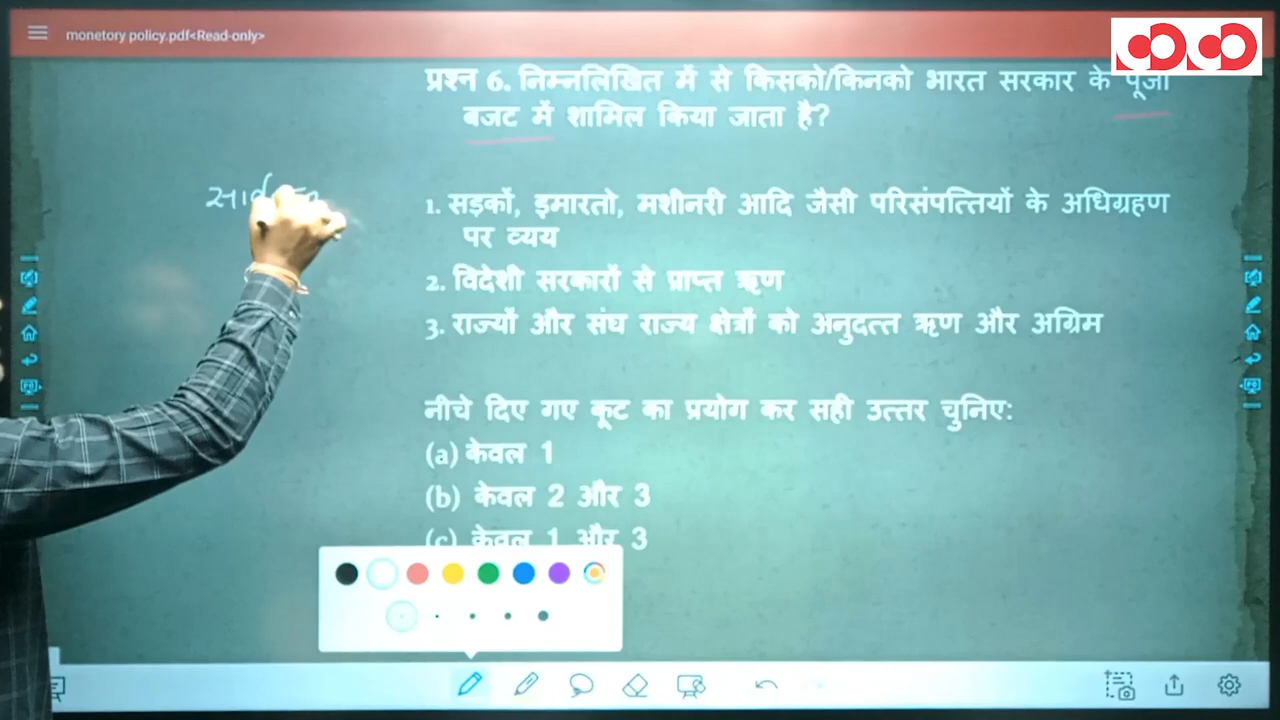 monetory policy.pdf<Read-only>
प्रश्न 6. निम्नलिखित में से किसको/किनको भारत सरकार के पूंजी
बजट में शामिल किया जाता है?
1. सड़कों, इमारतो, मशीनरी आदि जैसी परिसंपत्तियों के अधिग्रहण
पर व्यय
2. विदेशी सरकारों से प्राप्त ऋण
3. राज्यों और संघ राज्य क्षेत्रों को अनुदत्त ऋण और अग्रिम
नीचे दिए गए कूट का प्रयोग कर सही उत्तर चुनिए:
(a) केवल 1
(b) केवल 2 और 3
(c) केवल 1 और 3